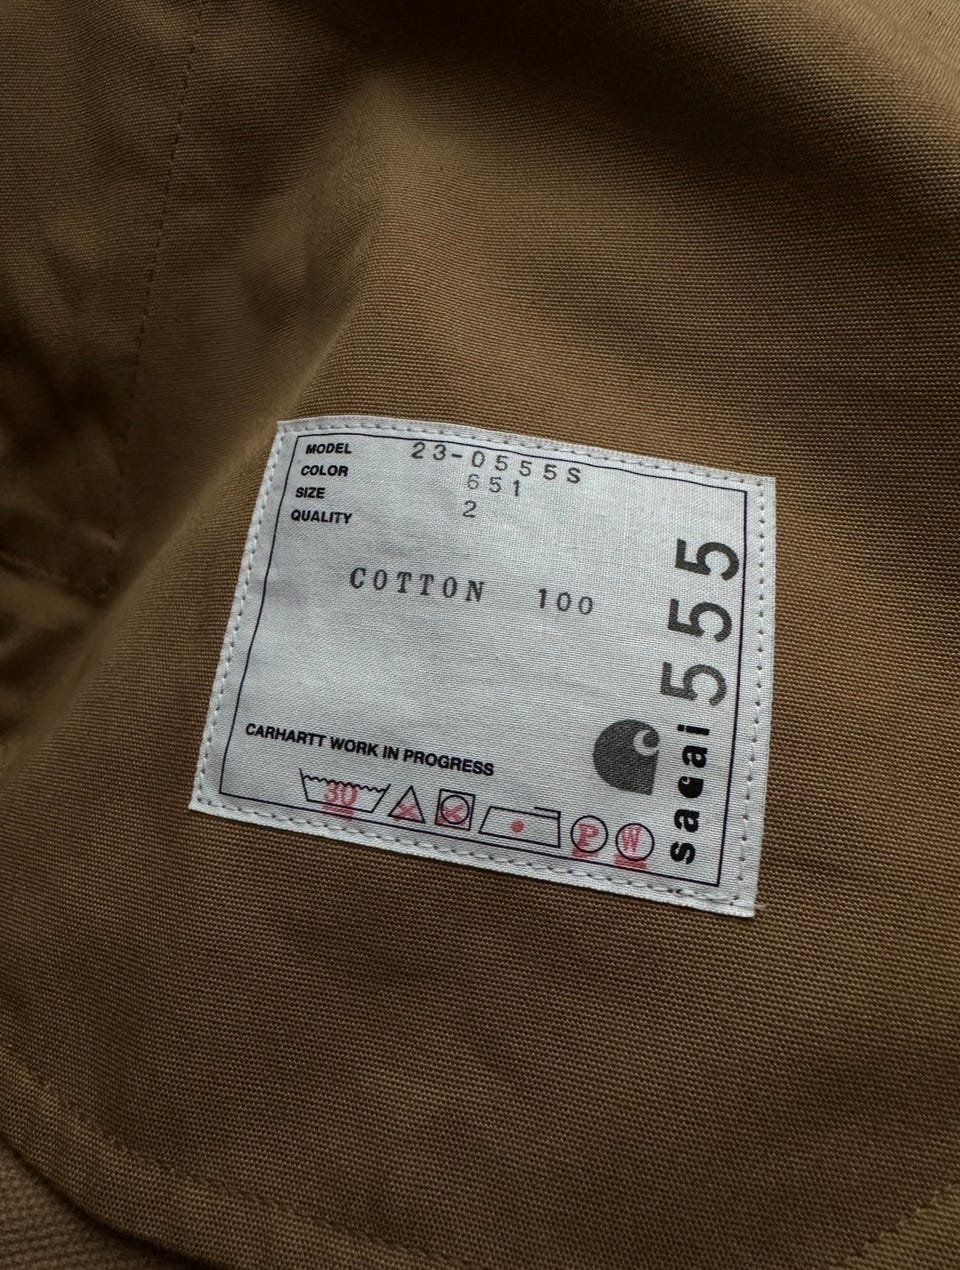 MODEL 23-0555S
COLOR 651
SIZE 2
QUALITY
COTTON 100
CARHARTT WORK IN PROGRESS
30
P
W
sacai 555